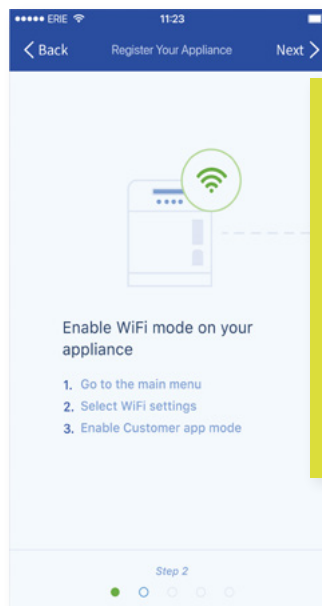 ERIE 11:23
Back Register Your Appliance Next
Enable WiFi mode on your
appliance
1. Go to the main menu
2. Select WiFi settings
3. Enable Customer app mode
Step 2